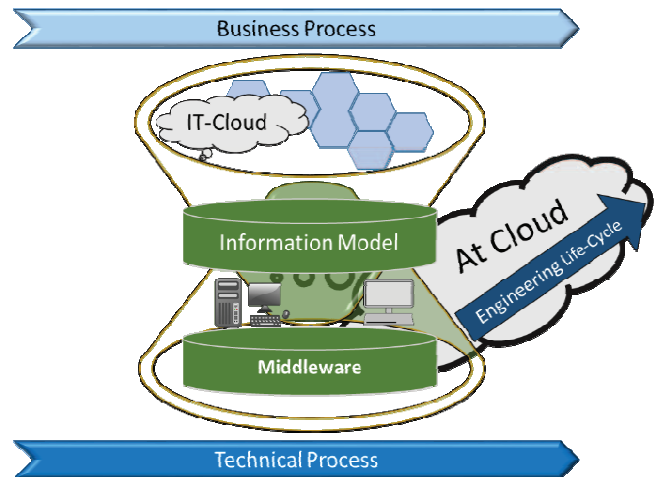 Business Process
IT-Cloud
At Cloud
Information Model
Engineering Life-Cycle
Middleware
Technical Process